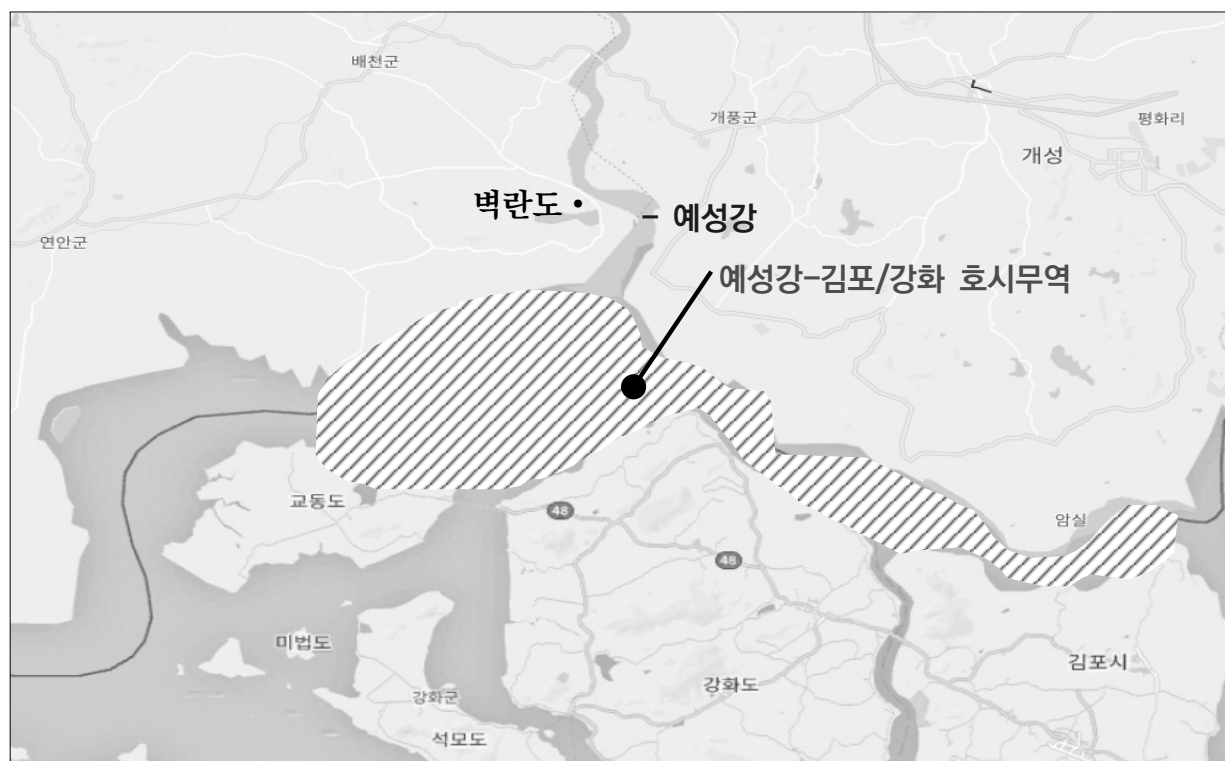 배천군
개풍군
평화리
개성
벽란도
예성강
연안군
예성강-김포/강화 호시무역
교동도
48
암실
48
미법도
김포시
강화도
강화군
석모도